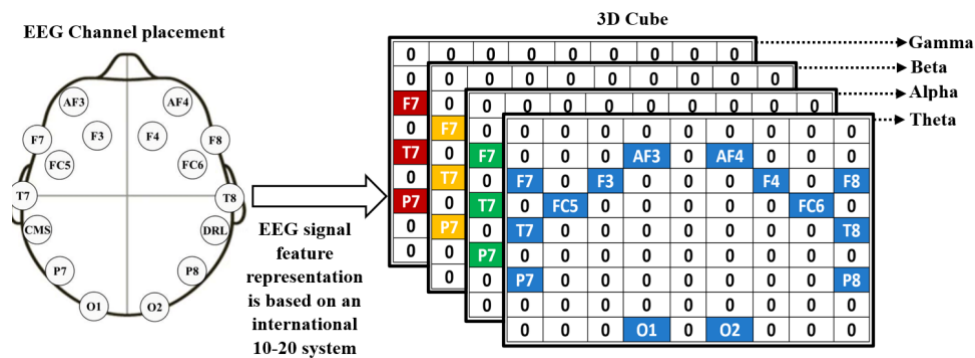 EEG Channel placement
AF3 AF4
F7 F3 F4 F8
FC5 FC6
T7 T8
CMS DRL
P7 P8
O1 O2
EEG signal
feature
representation
is based on an
international
10-20 system
3D Cube
Gamma
Beta
Alpha
Theta
0 0 0 0 0 0 0 0 0
0
F7
0
T7
0
P7
0
0
0 0 0 0 0 0 0 0 0
0
F7
0
T7
0
P7
0
0
0 0 0 0 0 0 0 0 0
0
F7
0
T7
0
P7
0
0
0 0 0 0 0 0 0 0 0
0 0 0 AF3 0 AF4 0 0 0
F7 0 F3 0 0 0 F4 0 F8
0 FC5 0 0 0 0 0 FC6 0
T7 0 0 0 0 0 0 0 T8
0 0 0 0 0 0 0 0 0
P7 0 0 0 0 0 0 0 P8
0 0 0 0 0 0 0 0 0
0 0 0 O1 0 O2 0 0 0